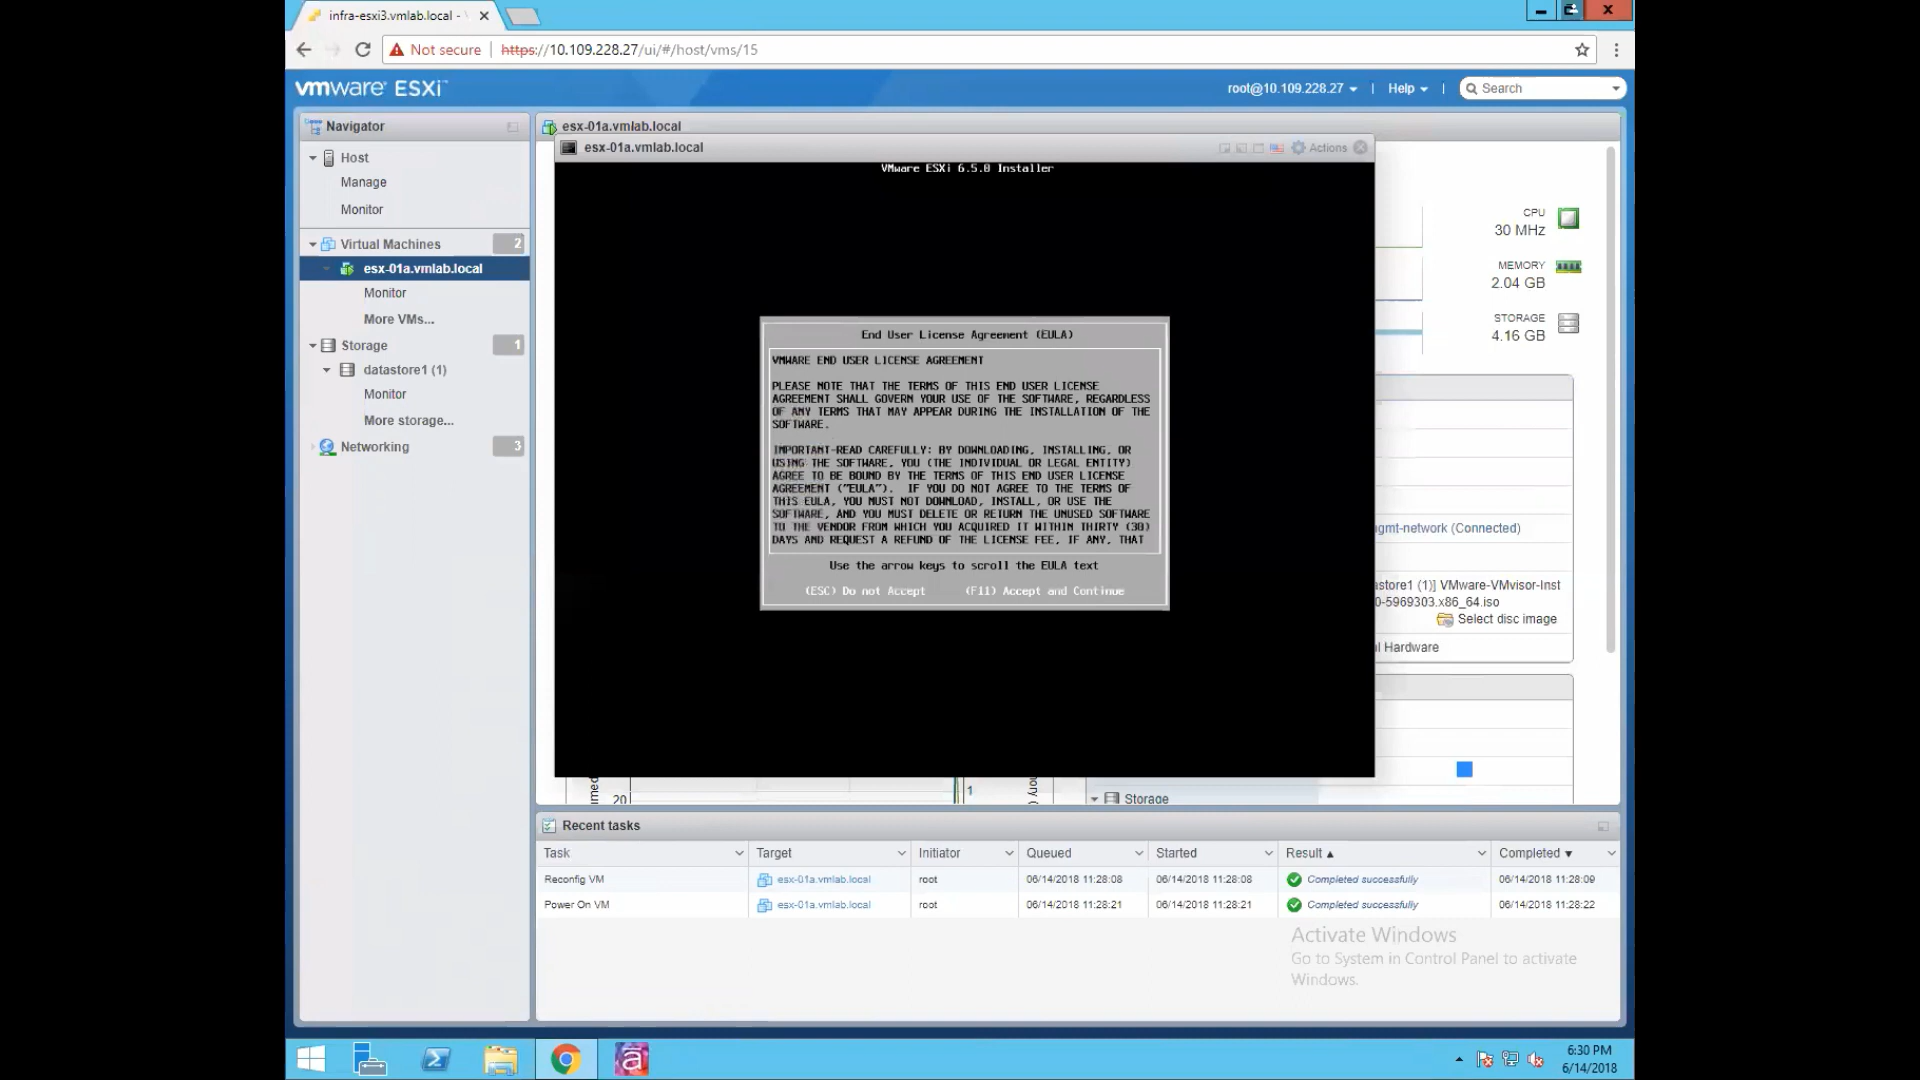 infra-esxi3.vmlab.local -
Not secure
https://10.109.228.27/ui/#/host/vms/15
vmware ESXi™
root@10.109.228.27
Help
Search
Navigator
Host
Manage
Monitor
Virtual Machines 2
esx-01a.vmlab.local
Monitor
More VMs...
Storage 1
datastore1 (1)
Monitor
More storage...
Networking 3
esx-01a.vmlab.local
esx-01a.vmlab.local
Actions
VMware ESXi 6.5.0 Installer
End User License Agreement (EULA)
VMWARE END USER LICENSE AGREEMENT
PLEASE NOTE THAT THE TERMS OF THIS END USER LICENSE
AGREEMENT SHALL GOVERN YOUR USE OF THE SOFTWARE, REGARDLESS
OF ANY TERMS THAT MAY APPEAR DURING THE INSTALLATION OF THE
SOFTWARE.
IMPORTANT-READ CAREFULLY: BY DOWNLOADING, INSTALLING, OR
USING THE SOFTWARE, YOU (THE INDIVIDUAL OR LEGAL ENTITY)
AGREE TO BE BOUND BY THE TERMS OF THIS END USER LICENSE
AGREEMENT ("EULA"). IF YOU DO NOT AGREE TO THE TERMS OF
THIS EULA, YOU MUST NOT DOWNLOAD, INSTALL, OR USE THE
SOFTWARE, AND YOU MUST DELETE OR RETURN THE UNUSED SOFTWARE
TO THE VENDOR FROM WHICH YOU ACQUIRED IT WITHIN THIRTY (30)
DAYS AND REQUEST A REFUND OF THE LICENSE FEE, IF ANY, THAT
Use the arrow keys to scroll the EULA text
(ESC) Do not Accept (F11) Accept and Continue
CPU
30 MHz
MEMORY
2.04 GB
STORAGE
4.16 GB
gmt-network (Connected)
astore1 (1)] VMware-VMvisor-Inst
0-5969303.x86_64.iso
Select disc image
l Hardware
20
1
Storage
Recent tasks
Task Target Initiator Queued Started Result ▲ Completed ▼
Reconfig VM esx-01a.vmlab.local root 06/14/2018 11:28:08 06/14/2018 11:28:08 Completed successfully 06/14/2018 11:28:09
Power On VM esx-01a.vmlab.local root 06/14/2018 11:28:21 06/14/2018 11:28:21 Completed successfully 06/14/2018 11:28:22
Activate Windows
Go to System in Control Panel to activate
Windows.
6:30 PM
6/14/2018